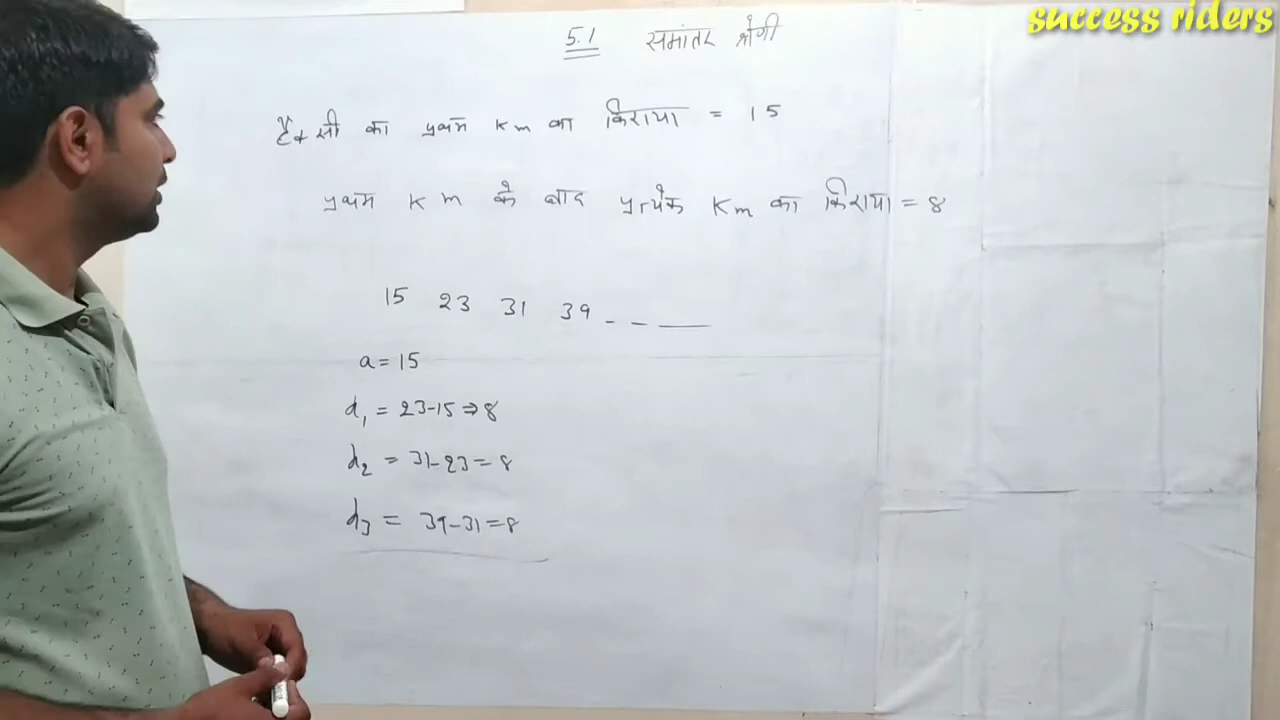 success riders
5.1 समांतर श्रेणी
टैक्सी का प्रथम Km का किराया = 15
प्रथम Km के बाद प्रत्येक Km का किराया = 8
15 23 31 39 - - —
a = 15
d₁ = 23-15 ⇒ 8
d₂ = 31-23 = 8
d₃ = 39-31 = 8